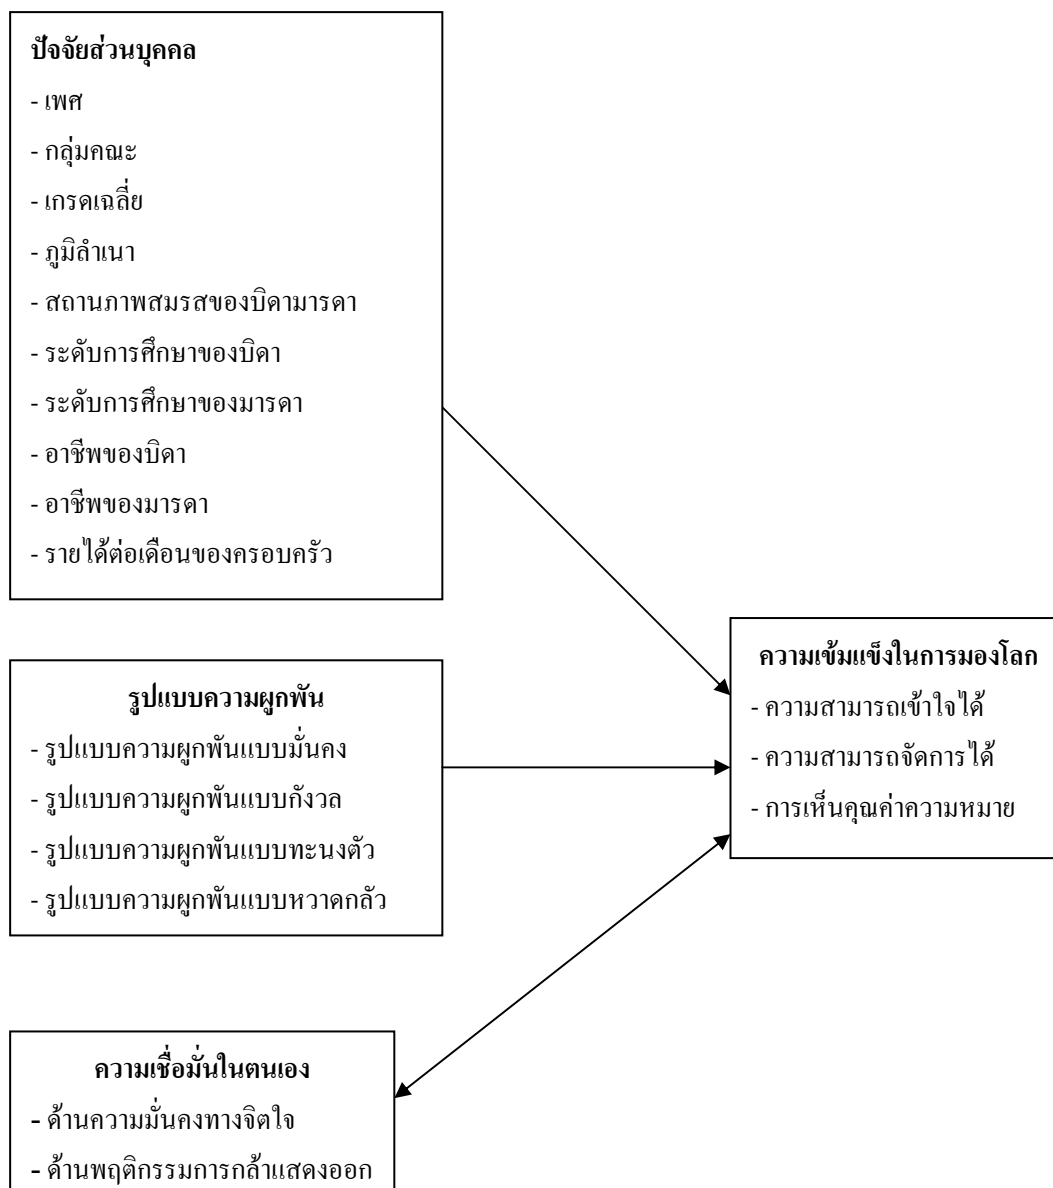 ปัจจัยส่วนบุคคล
- เพศ
- กลุ่มคณะ
- เกรดเฉลี่ย
- ภูมิลำเนา
- สถานภาพสมรสของบิดามารดา
- ระดับการศึกษาของบิดา
- ระดับการศึกษาของมารดา
- อาชีพของบิดา
- อาชีพของมารดา
- รายได้ต่อเดือนของครอบครัว
รูปแบบความผูกพัน
- รูปแบบความผูกพันแบบมั่นคง
- รูปแบบความผูกพันแบบกังวล
- รูปแบบความผูกพันแบบทะนงตัว
- รูปแบบความผูกพันแบบหวาดกลัว
ความเชื่อมั่นในตนเอง
- ด้านความมั่นคงทางจิตใจ
- ด้านพฤติกรรมการกล้าแสดงออก
ความเข้มแข็งในการมองโลก
- ความสามารถเข้าใจได้
- ความสามารถจัดการได้
- การเห็นคุณค่าความหมาย